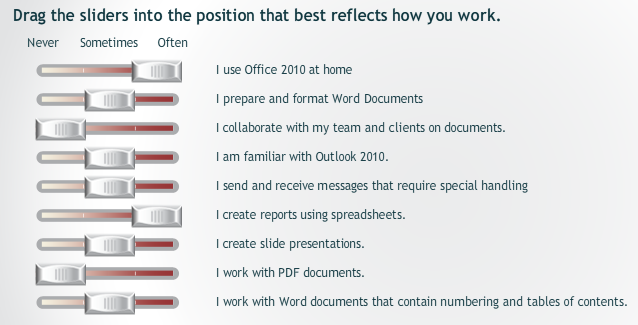 Drag the sliders into the position that best reflects how you work.
Never Sometimes Often
I use Office 2010 at home
I prepare and format Word Documents
I collaborate with my team and clients on documents.
I am familiar with Outlook 2010.
I send and receive messages that require special handling
I create reports using spreadsheets.
I create slide presentations.
I work with PDF documents.
I work with Word documents that contain numbering and tables of contents.